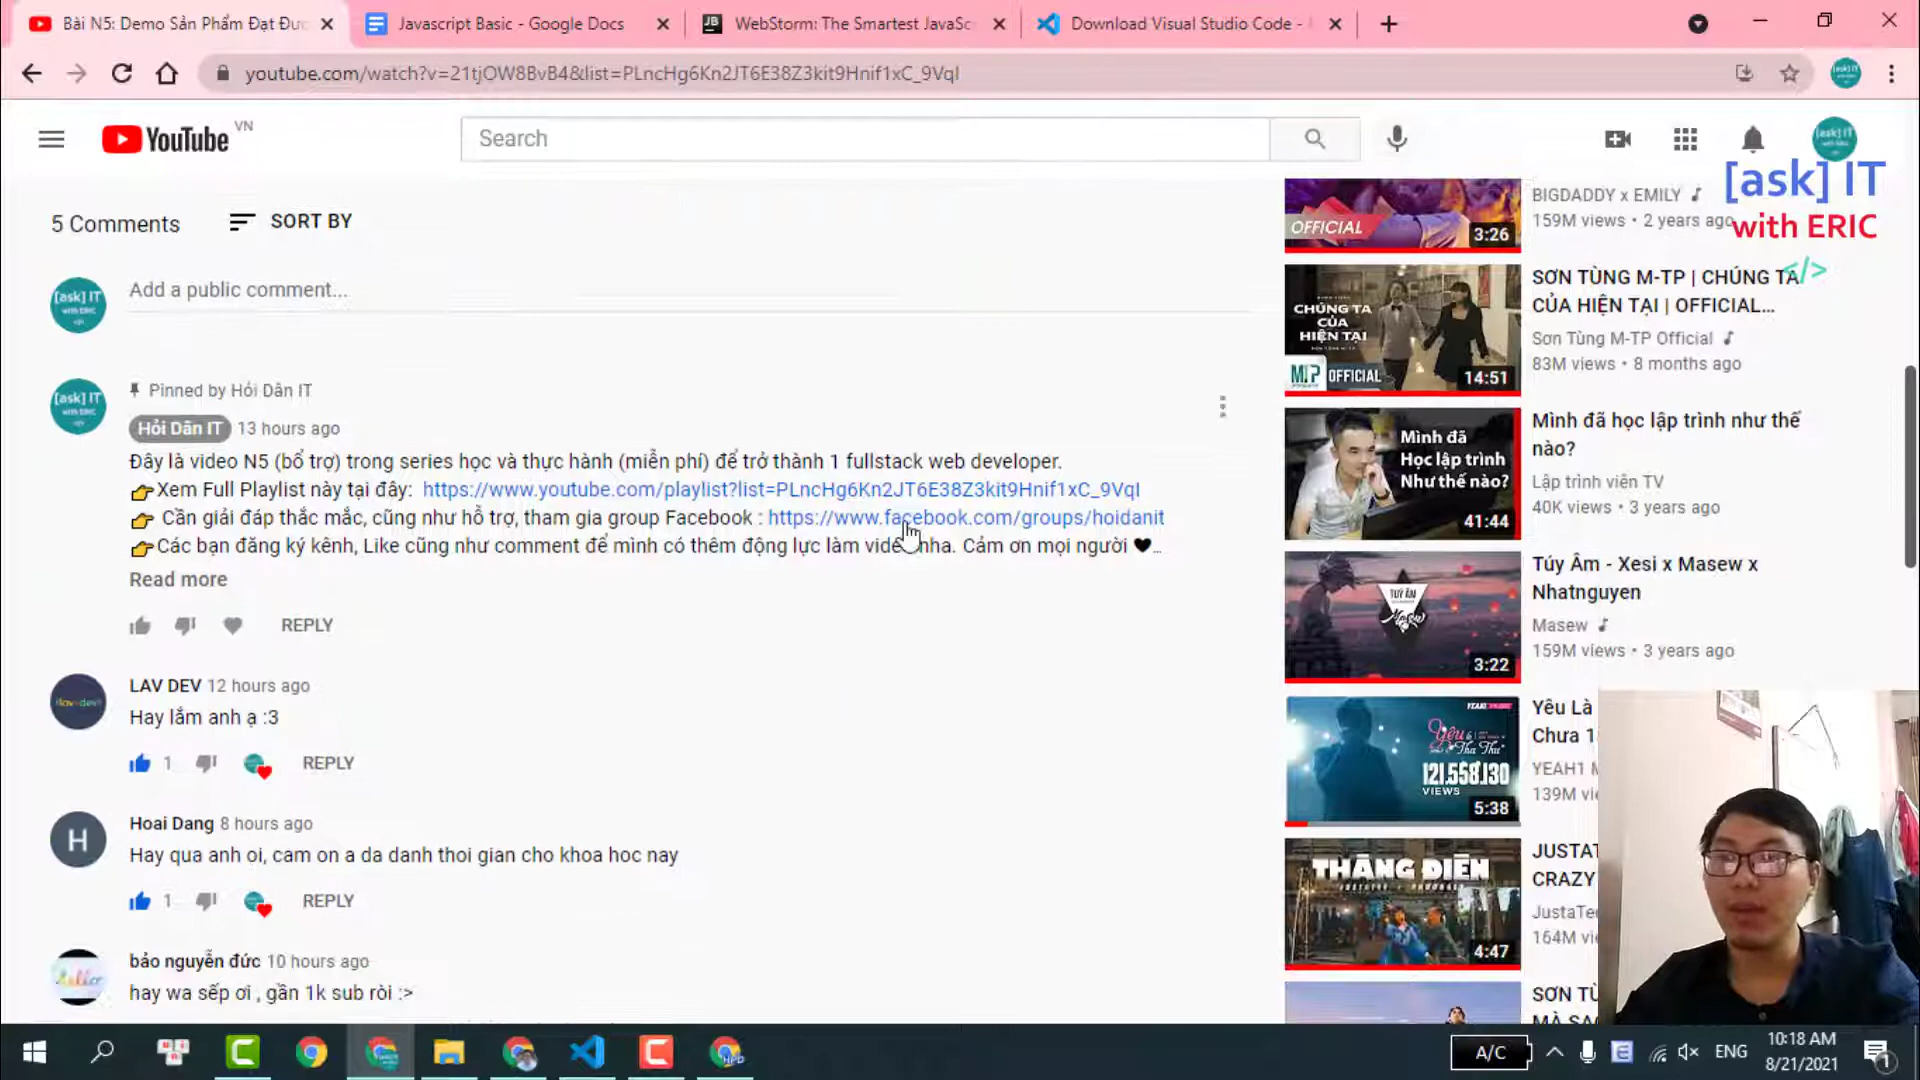 Bài N5: Demo Sản Phẩm Đạt Đượ
Javascript Basic - Google Docs
WebStorm: The Smartest JavaSc
Download Visual Studio Code -
youtube.com/watch?v=21tjOW8BvB4&list=PLncHg6Kn2JT6E38Z3kit9Hnif1xC_9VqI
YouTube VN
Search
[ask] IT
with ERIC
</>
5 Comments
SORT BY
Add a public comment...
Pinned by Hỏi Dân IT
Hỏi Dân IT 13 hours ago
Đây là video N5 (bổ trợ) trong series học và thực hành (miễn phí) để trở thành 1 fullstack web developer.
👉Xem Full Playlist này tại đây: https://www.youtube.com/playlist?list=PLncHg6Kn2JT6E38Z3kit9Hnif1xC_9VqI
👉 Cần giải đáp thắc mắc, cũng như hỗ trợ, tham gia group Facebook : https://www.facebook.com/groups/hoidanit
👉Các bạn đăng ký kênh, Like cũng như comment để mình có thêm động lực làm video nha. Cảm ơn mọi người 🖤...
Read more
REPLY
LAV DEV 12 hours ago
Hay lắm anh ạ :3
1 REPLY
Hoai Dang 8 hours ago
Hay qua anh oi, cam on a da danh thoi gian cho khoa hoc nay
1 REPLY
bảo nguyễn đức 10 hours ago
hay wa sếp ơi , gần 1k sub ròi :>
OFFICIAL
3:26
BIGDADDY x EMILY
159M views • 2 years ago
CHÚNG TA
CỦA
HIỆN TẠI
OFFICIAL
14:51
SƠN TÙNG M-TP | CHÚNG TA
CỦA HIỆN TẠI | OFFICIAL...
Sơn Tùng M-TP Official
83M views • 8 months ago
Mình đã
Học lập trình
Như thế nào?
41:44
Mình đã học lập trình như thế
nào?
Lập trình viên TV
40K views • 3 years ago
TUÝ ÂM
3:22
Túy Âm - Xesi x Masew x
Nhatnguyen
Masew
159M views • 3 years ago
121.558.130
VIEWS
5:38
Yêu Là
Chưa 1
YEAH1 M
139M vi
THẰNG ĐIÊN
4:47
JUSTAT
CRAZY
JustaTe
164M vi
SƠN TÙ
MÀ SA
A/C
ENG
10:18 AM
8/21/2021
1